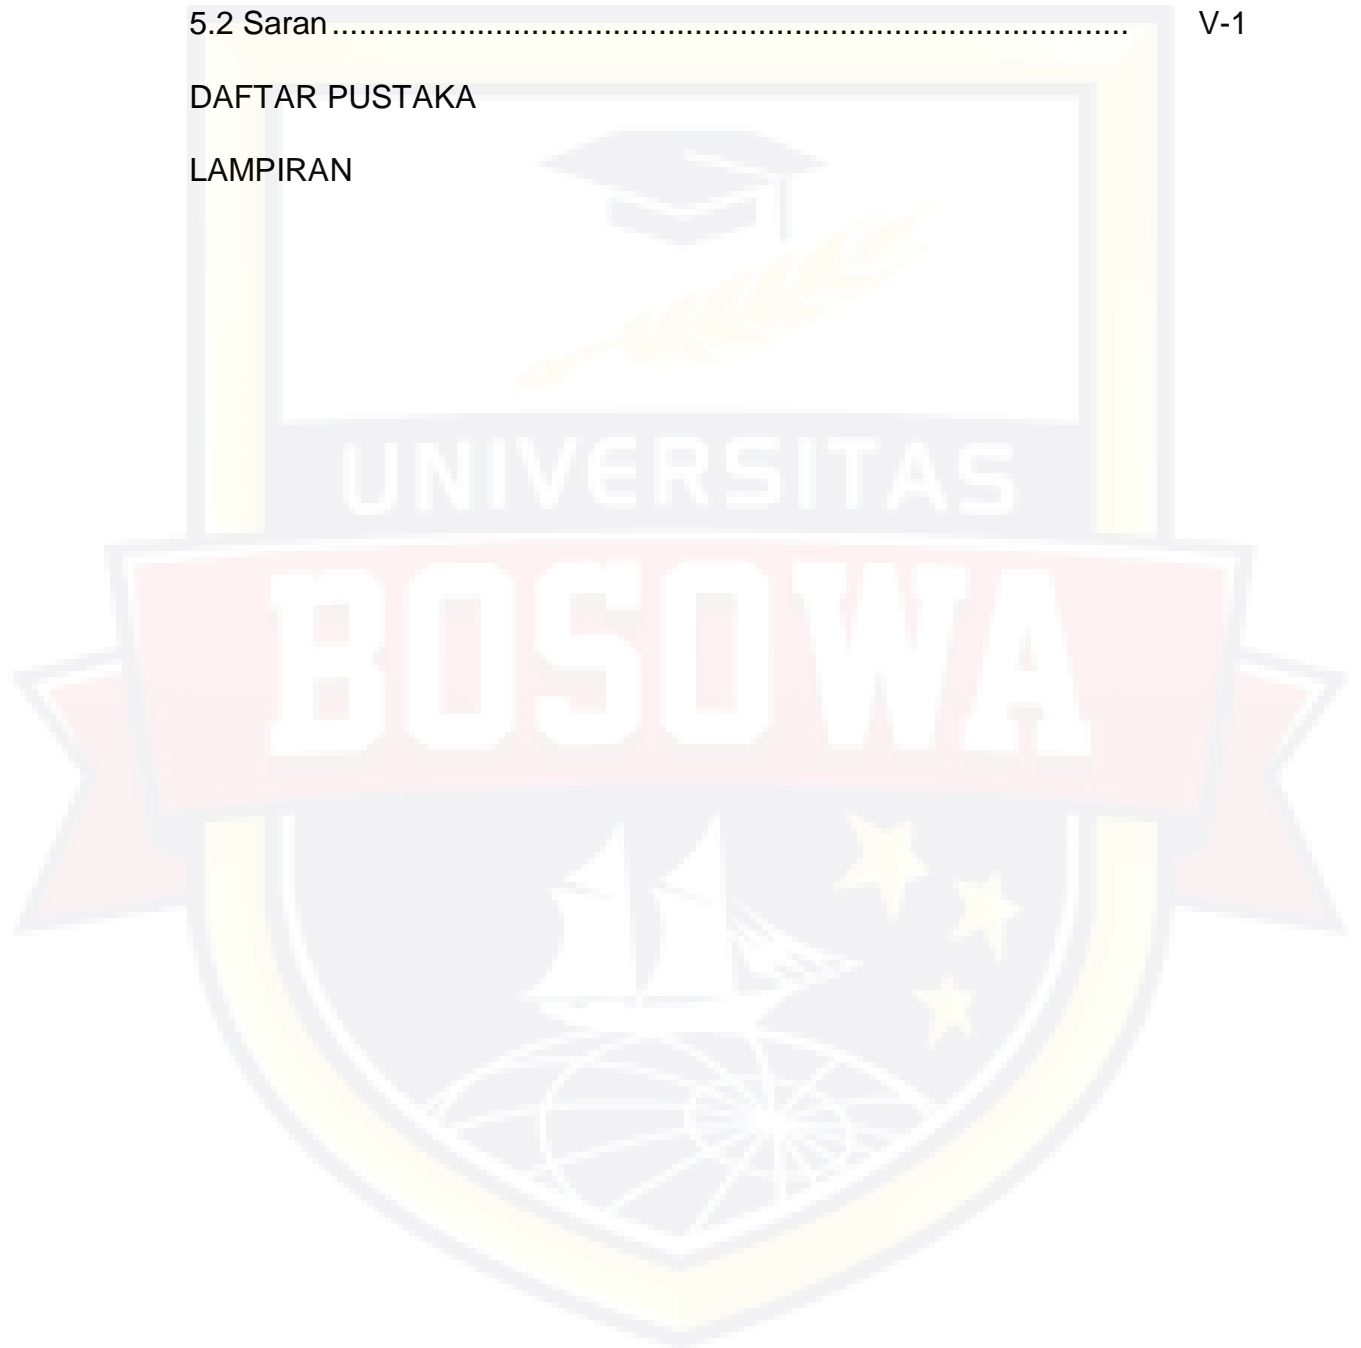 5.2 Saran........................................................................................ V-1
DAFTAR PUSTAKA
LAMPIRAN
UNIVERSITAS
BOSOWA